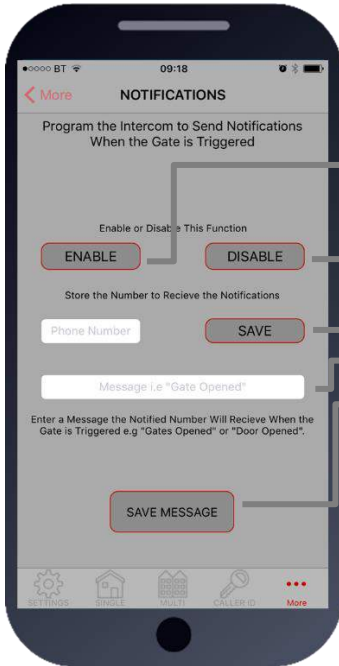 ●○○○○ BT 09:18
More NOTIFICATIONS
Program the Intercom to Send Notifications
When the Gate is Triggered
Enable or Disable This Function
ENABLE DISABLE
Store the Number to Recieve the Notifications
Phone Number SAVE
Message i.e "Gate Opened"
Enter a Message the Notified Number Will Recieve When the
Gate is Triggered e.g "Gates Opened" or "Door Opened".
SAVE MESSAGE
SETTINGS SINGLE MULTI CALLER ID More